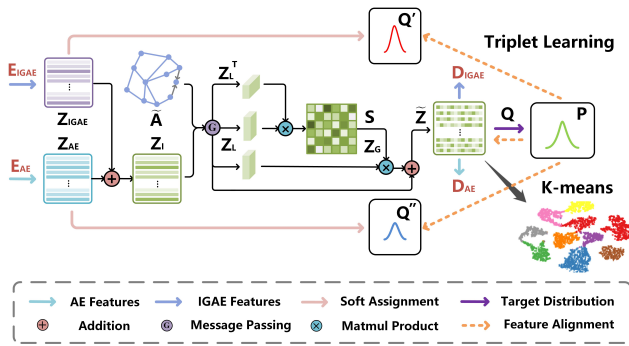 Q'
Triplet Learning
E_IGAE
Z_L^T
D_IGAE
Z_IGAE
Ã
S
Z̃
Q
P
Z_AE
Z_I
G
Z_L
Z_G
E_AE
D_AE
K-means
Q''
AE Features
IGAE Features
Soft Assignment
Target Distribution
Addition
G
Message Passing
Matmul Product
Feature Alignment